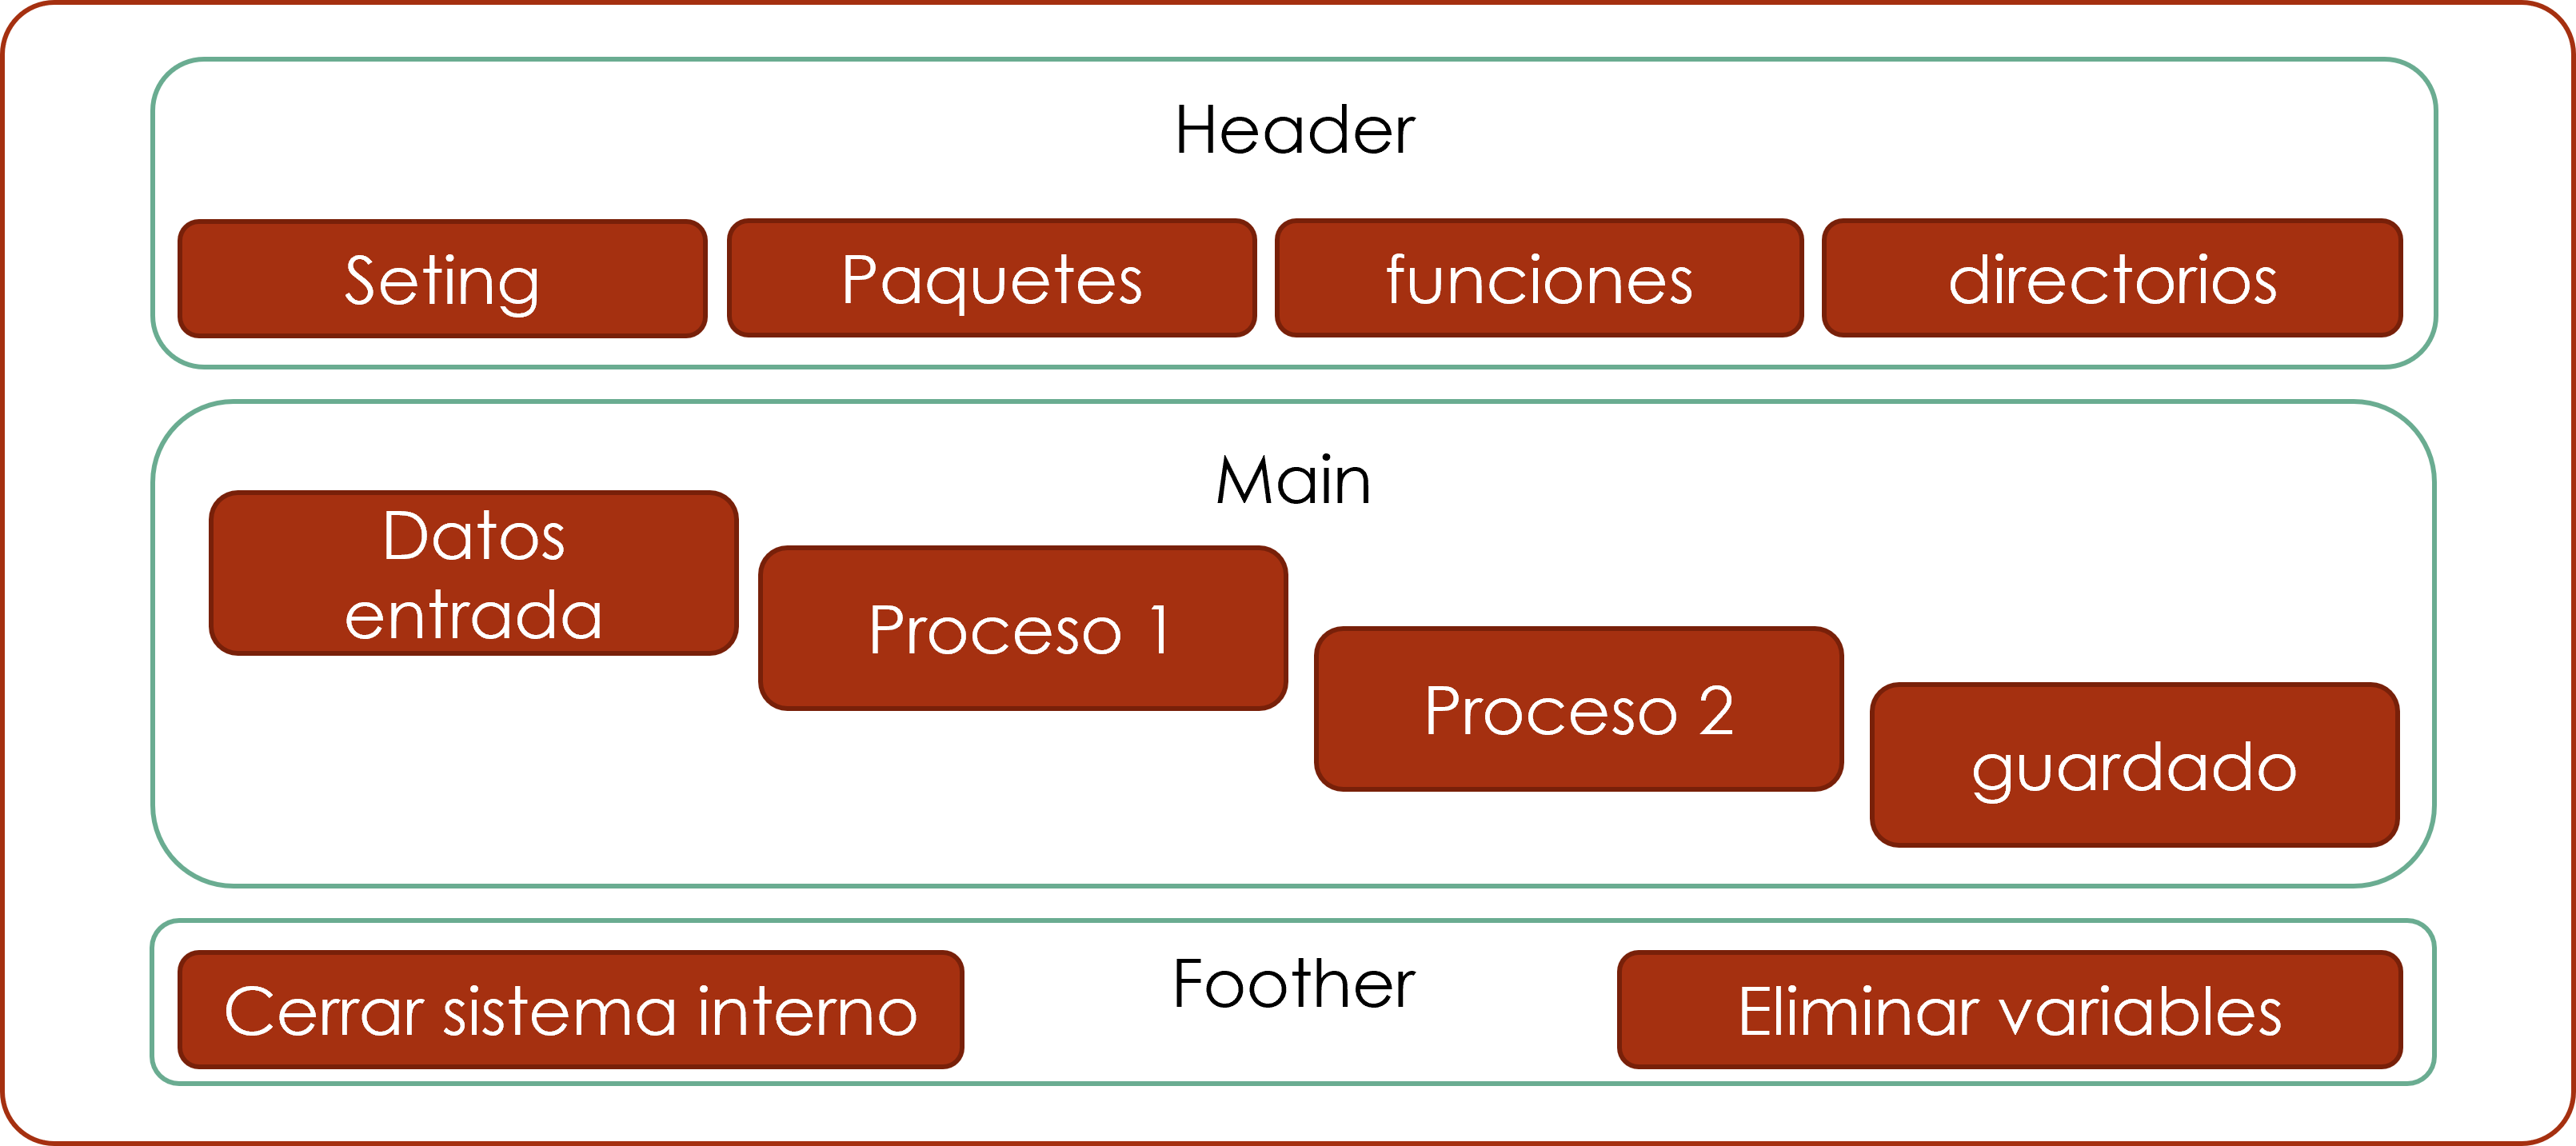 Header
Seting
Paquetes
funciones
directorios
Main
Datos
entrada
Proceso 1
Proceso 2
guardado
Cerrar sistema interno
Foother
Eliminar variables